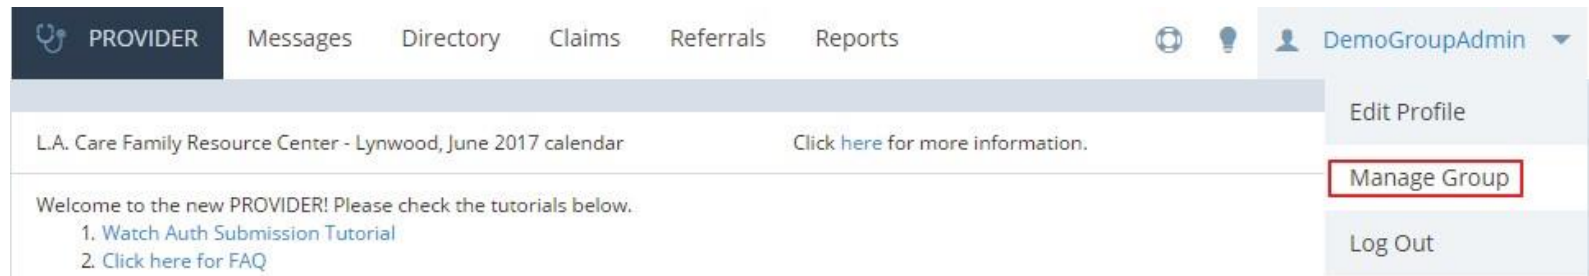 PROVIDER Messages Directory Claims Referrals Reports DemoGroupAdmin
Edit Profile
L.A. Care Family Resource Center - Lynwood, June 2017 calendar Click here for more information.
Manage Group
Welcome to the new PROVIDER! Please check the tutorials below.
1. Watch Auth Submission Tutorial
Log Out
2. Click here for FAQ